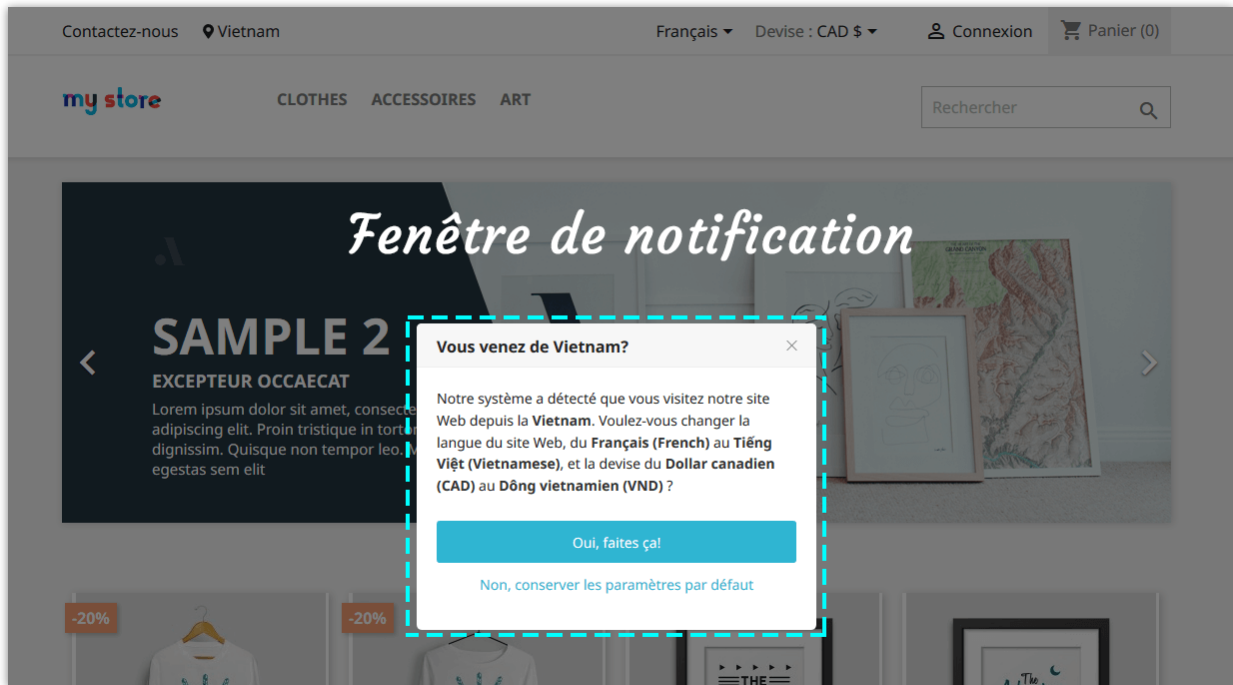 Contactez-nous Vietnam Français Devise : CAD $ Connexion Panier (0)
my store CLOTHES ACCESSOIRES ART Rechercher
Fenêtre de notification
SAMPLE 2
EXCEPTEUR OCCAECAT
Lorem ipsum dolor sit amet, consecte
adipiscing elit. Proin tristique in tortor
dignissim. Quisque non tempor leo.
egestas sem elit
Vous venez de Vietnam?
Notre système a détecté que vous visitez notre site
Web depuis la Vietnam. Voulez-vous changer la
langue du site Web, du Français (French) au Tiếng
Việt (Vietnamese), et la devise du Dollar canadien
(CAD) au Dông vietnamien (VND) ?
Oui, faites ça!
Non, conserver les paramètres par défaut
-20% -20%
THE
The